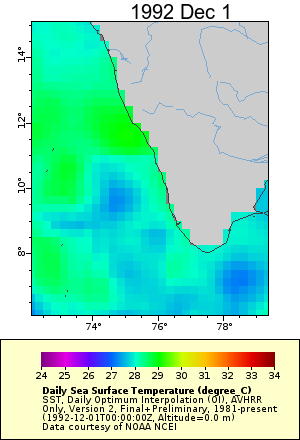 1992 Dec 1
14°
12°
10°
8°
74°
76°
78°
24 25 26 27 28 29 30 31 32 33 34
Daily Sea Surface Temperature (degree_C)
SST, Daily Optimum Interpolation (OI), AVHRR
Only, Version 2, Final+Preliminary, 1981-present
(1992-12-01T00:00:00Z, Altitude=0.0 m)
Data courtesy of NOAA NCEI